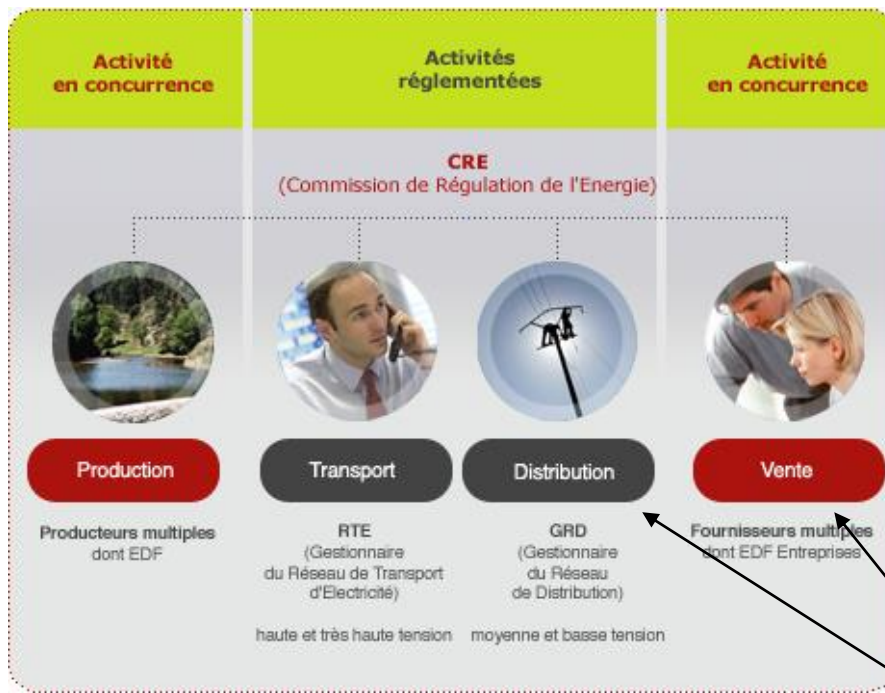 Activité
en concurrence
Activités
réglementées
Activité
en concurrence
CRE
(Commission de Régulation de l'Energie)
Production
Transport
Distribution
Vente
Producteurs multiples
dont EDF
RTE
(Gestionnaire
du Réseau de Transport
d'Electricité)
haute et très haute tension
GRD
(Gestionnaire
du Réseau
de Distribution)
moyenne et basse tension
Fournisseurs multiples
dont EDF Entreprises